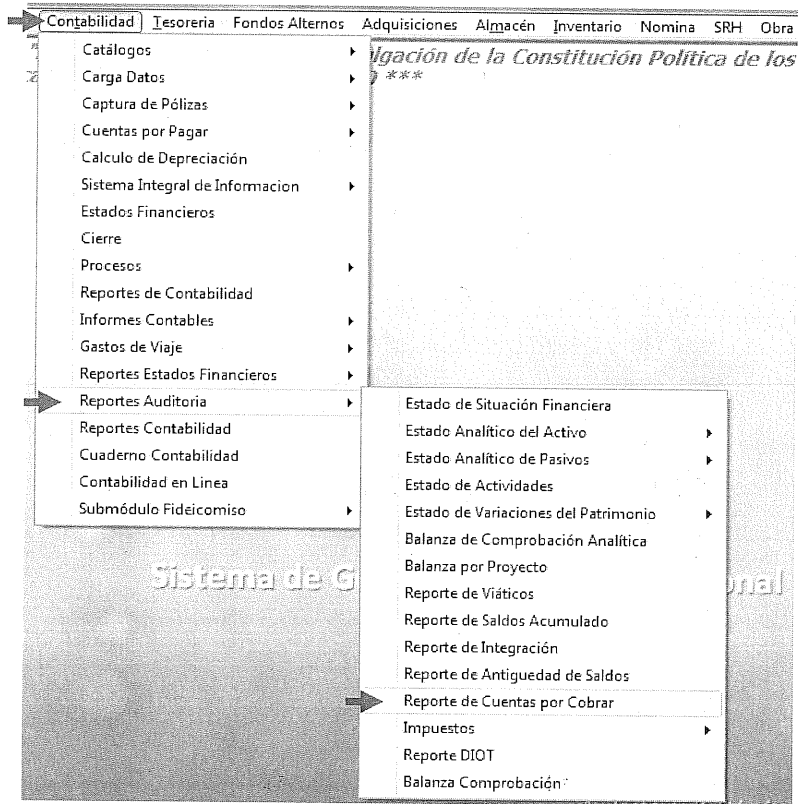 Contabilidad Tesoreria Fondos Alternos Adquisiciones Almacén Inventario Nomina SRH Obra
lgación de la Constitución Política de los
***
Catálogos
Carga Datos
Captura de Pólizas
Cuentas por Pagar
Calculo de Depreciación
Sistema Integral de Informacion
Estados Financieros
Cierre
Procesos
Reportes de Contabilidad
Informes Contables
Gastos de Viaje
Reportes Estados Financieros
Reportes Auditoria
Reportes Contabilidad
Cuaderno Contabilidad
Contabilidad en Linea
Submódulo Fideicomiso
Estado de Situación Financiera
Estado Analítico del Activo
Estado Analítico de Pasivos
Estado de Actividades
Estado de Variaciones del Patrimonio
Balanza de Comprobación Analítica
Balanza por Proyecto
Reporte de Viáticos
Reporte de Saldos Acumulado
Reporte de Integración
Reporte de Antiguedad de Saldos
Reporte de Cuentas por Cobrar
Impuestos
Reporte DIOT
Balanza Comprobación
Sistema de G
onal